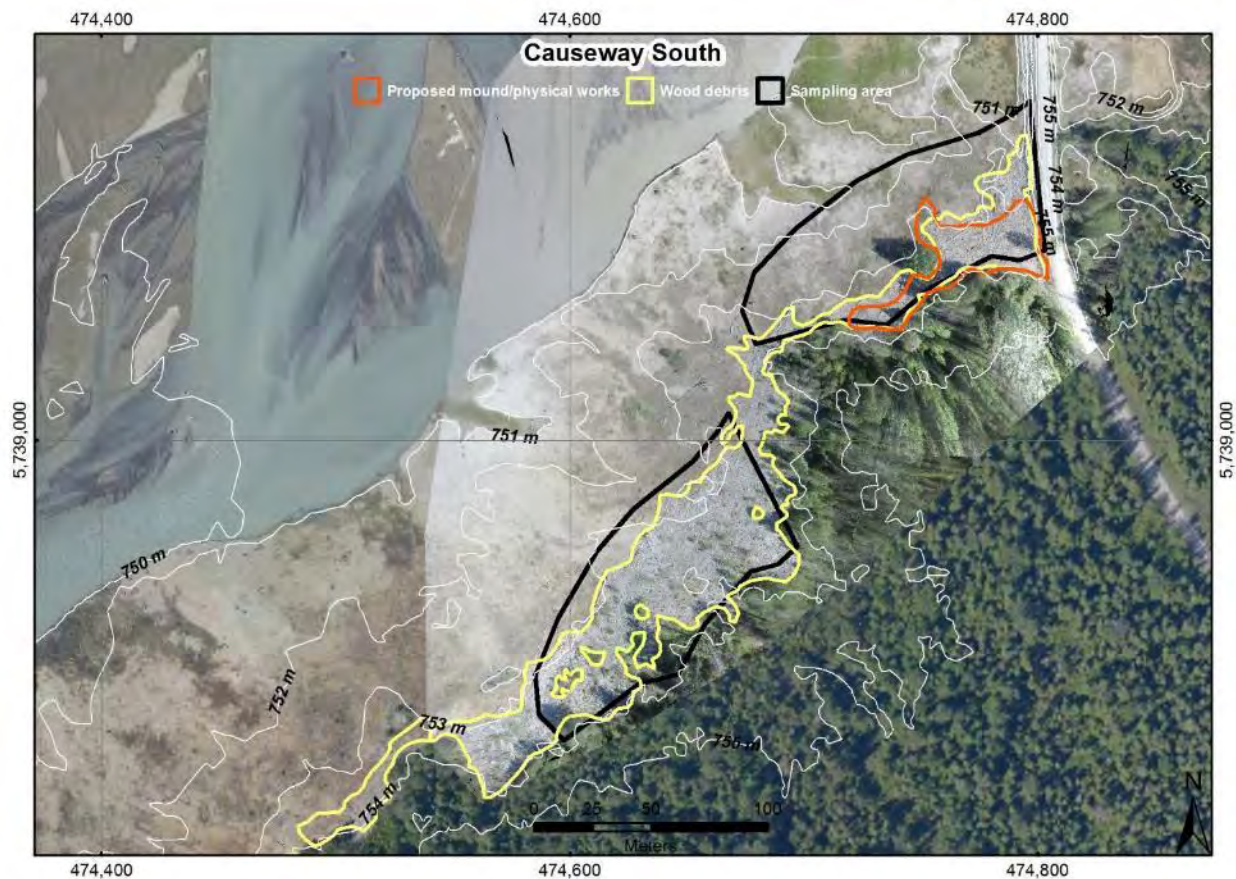 474,400 474,600 474,800
Causeway South
Proposed mound/physical works Wood debris Sampling area
751 m 755 m 752 m
754 m 755 m
755 m
5,739,000 5,739,000
751 m
750 m
752 m
753 m
754 m
0 25 50 100
Meters
N
474,400 474,600 474,800